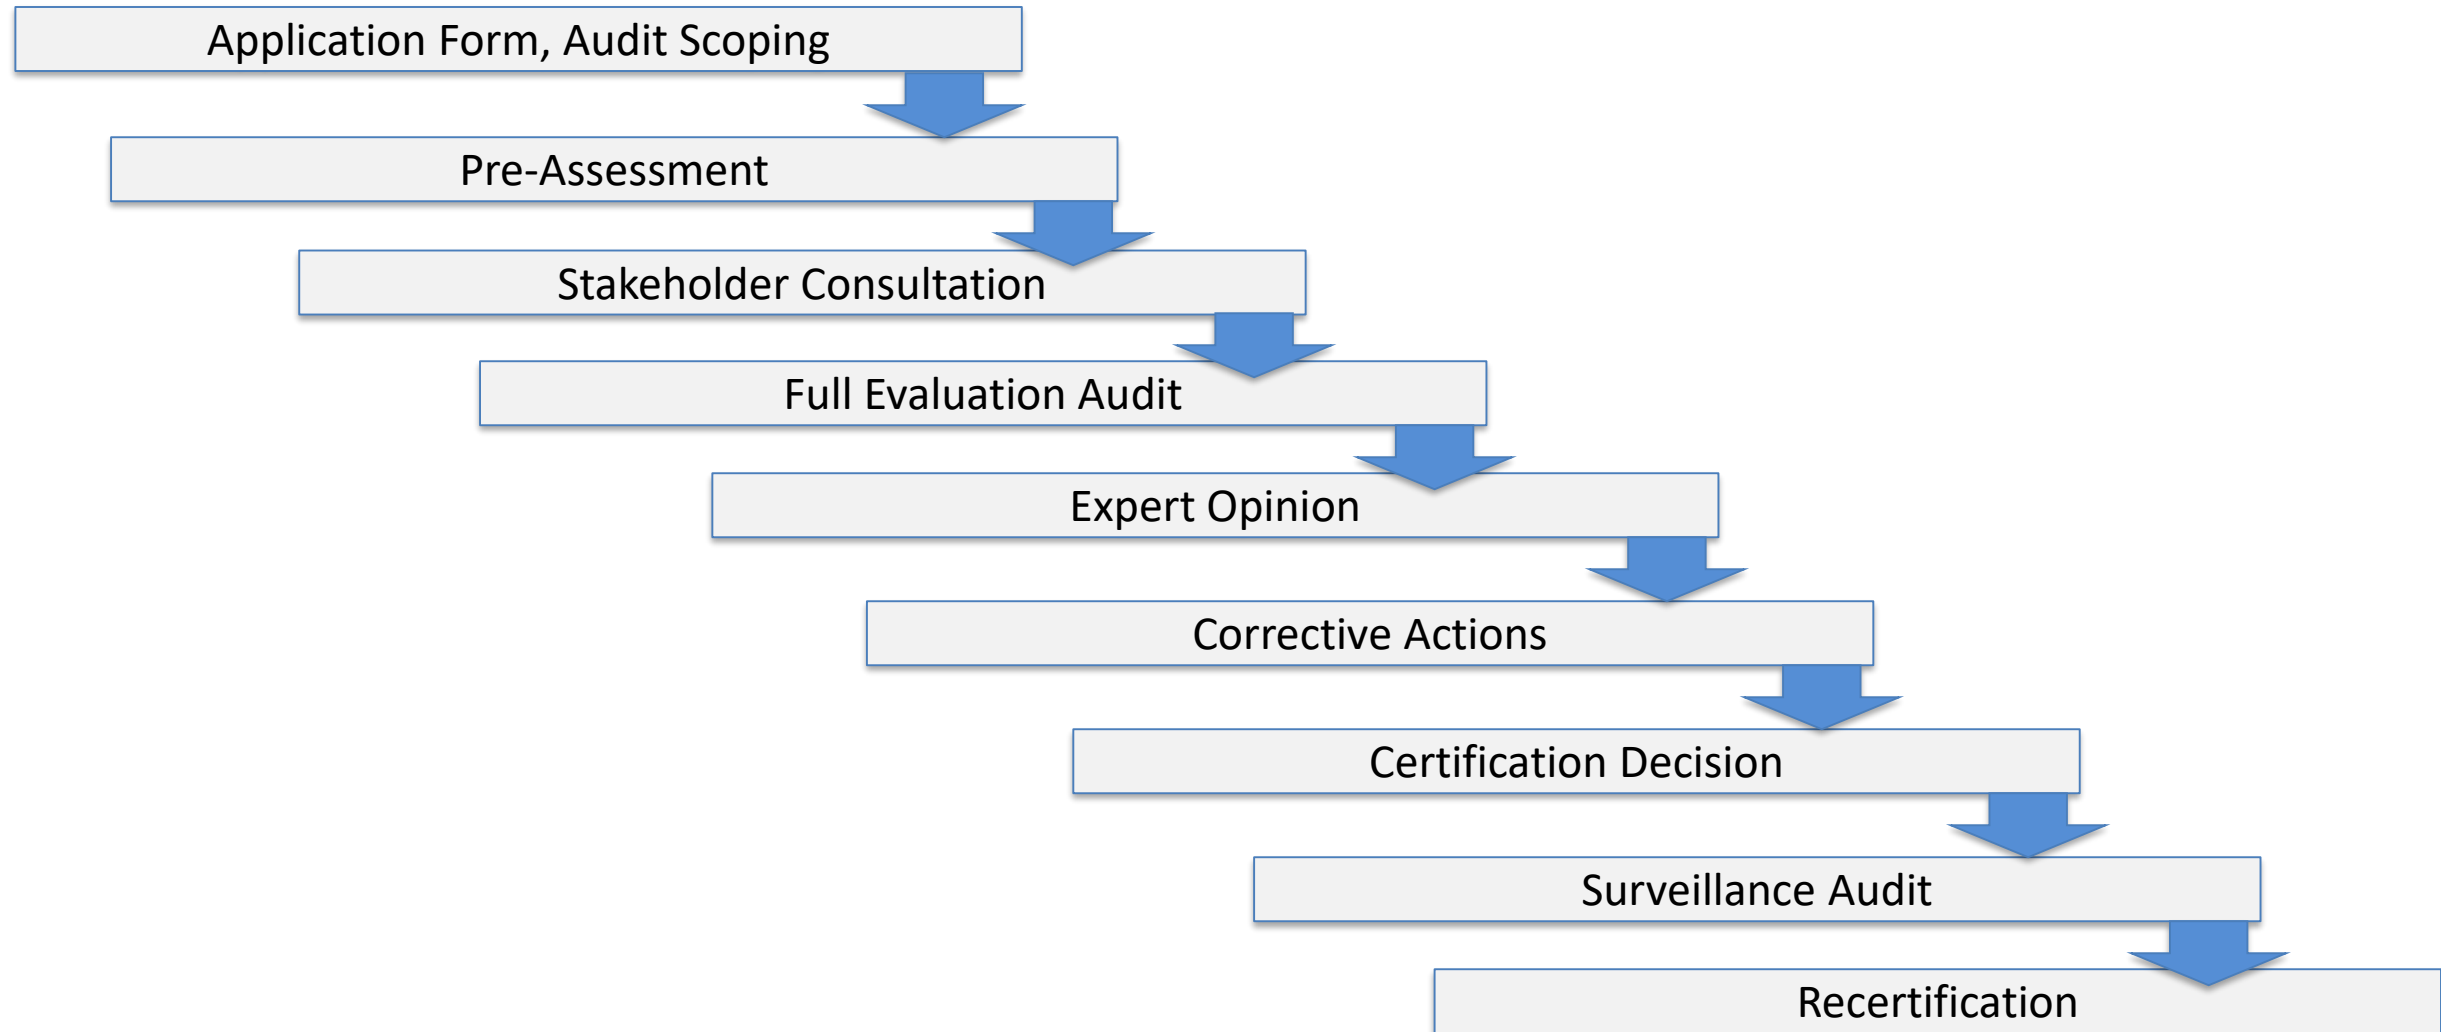 Application Form, Audit Scoping
Pre-Assessment
Stakeholder Consultation
Full Evaluation Audit
Expert Opinion
Corrective Actions
Certification Decision
Surveillance Audit
Recertification